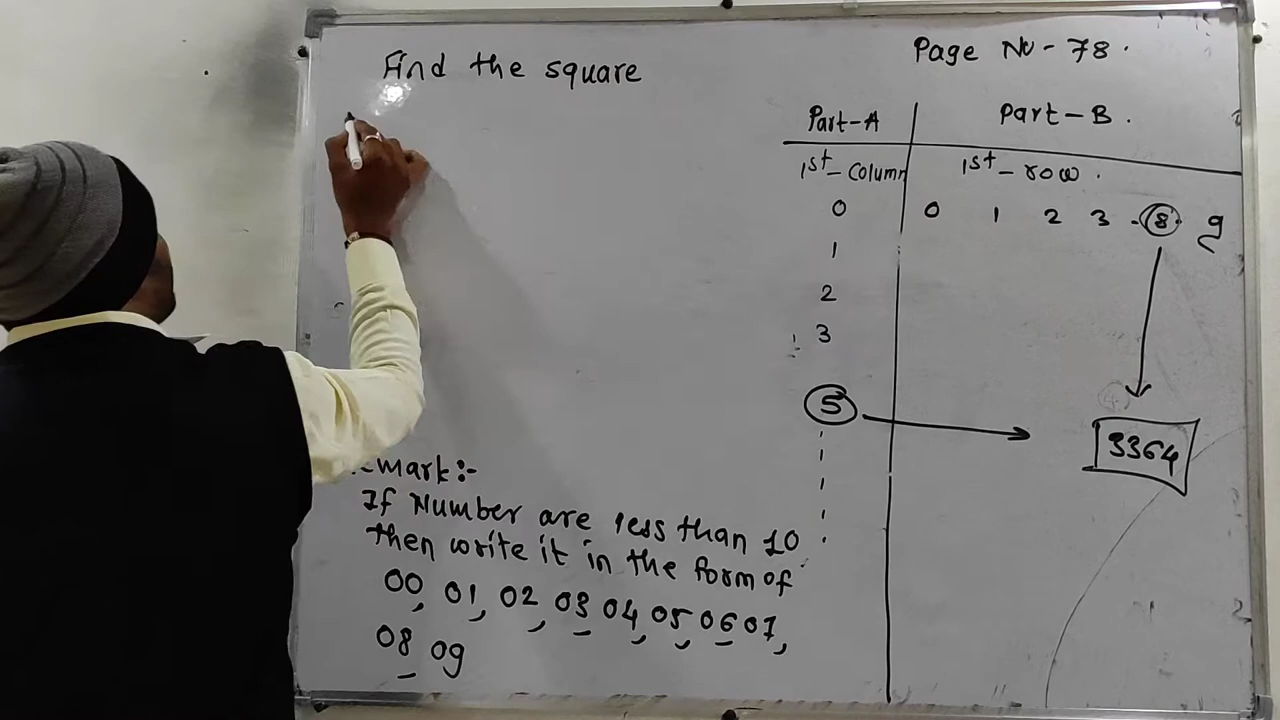 Find the square
Page No - 78.
Part-A Part-B.
1st-Column 1st-row.
0 0 1 2 3 - 8 - 9
1
2
3
5
3364
emark:-
If Number are less than 10
then write it in the form of
00, 01, 02, 03 04, 05, 06 07,
08 09